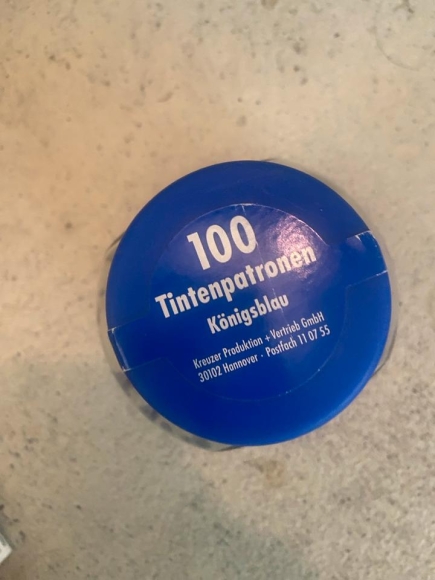 100
Tintenpatronen
Königsblau
Kreuzer Produktion + Vertrieb GmbH
30102 Hannover · Postfach 11 07 55